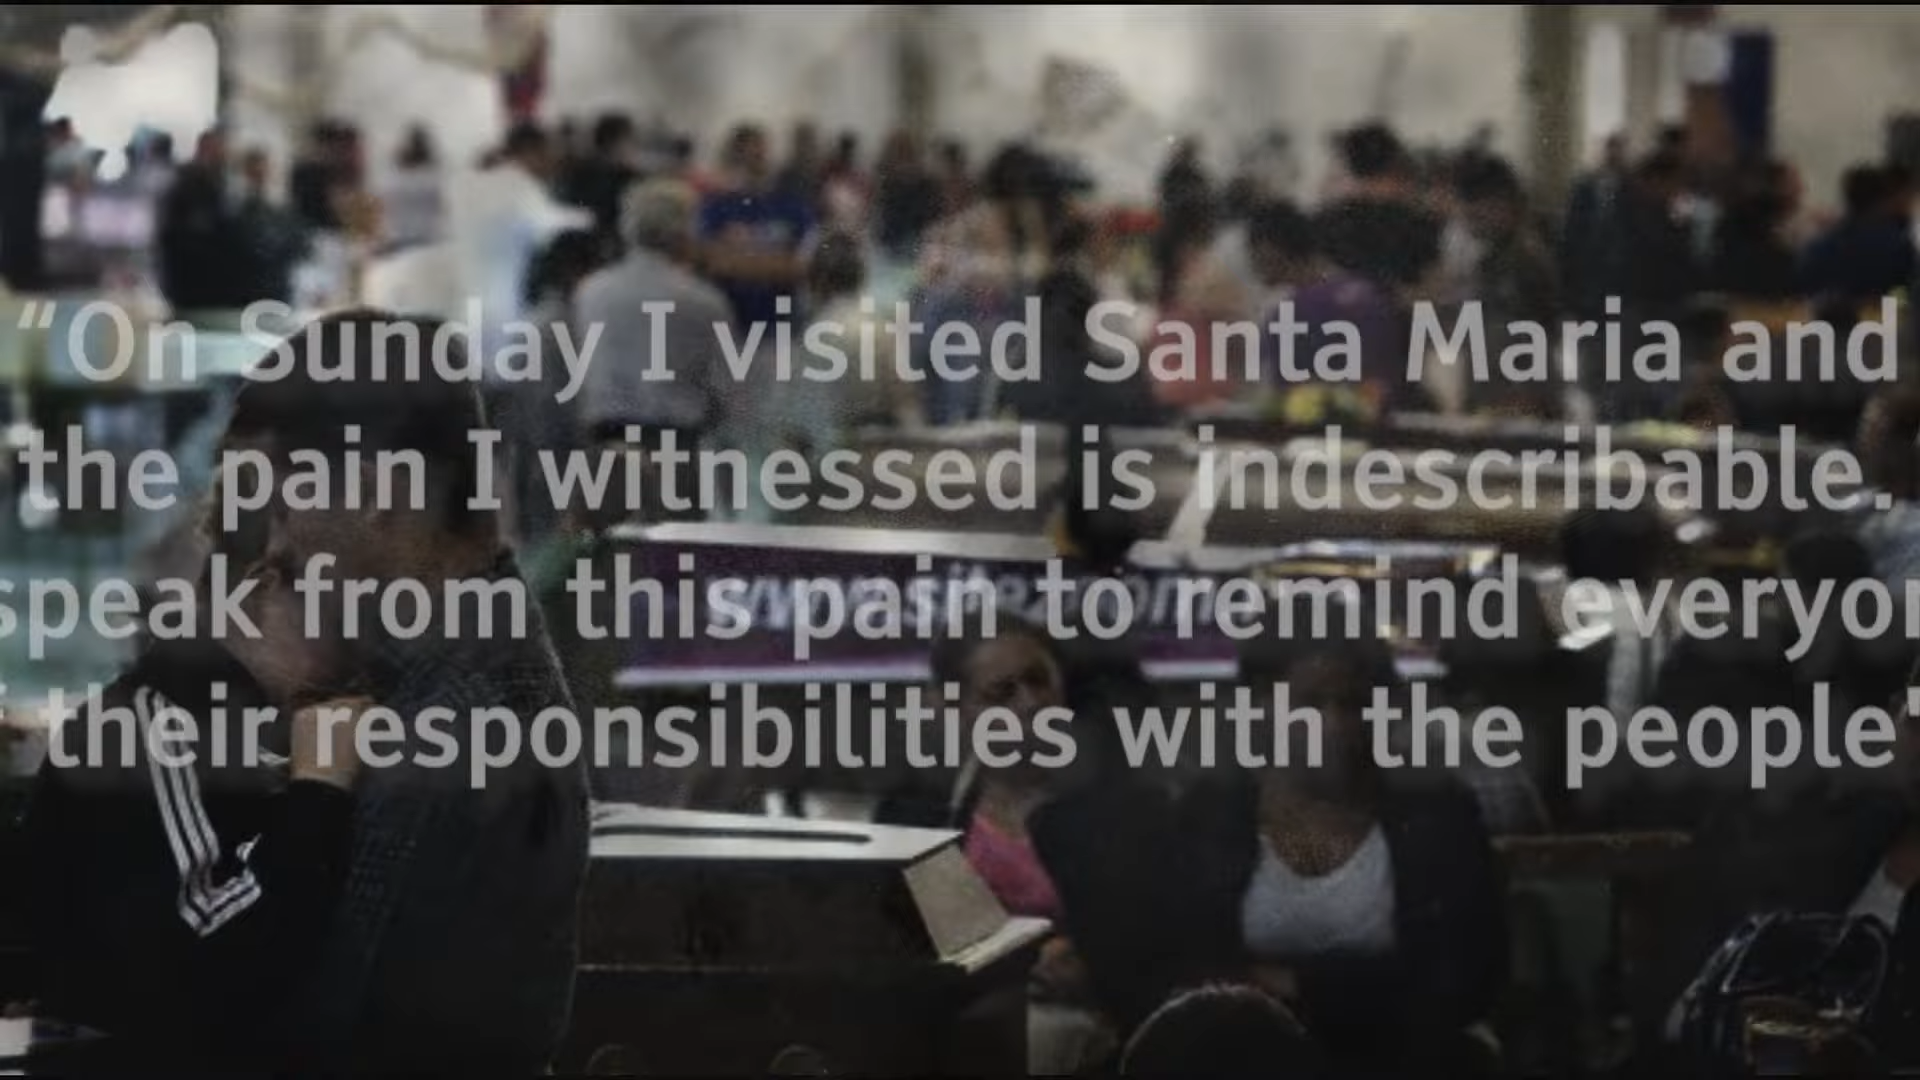 “On Sunday I visited Santa Maria and
the pain I witnessed is indescribable.
speak from this pain to remind
their responsibilities with the people"